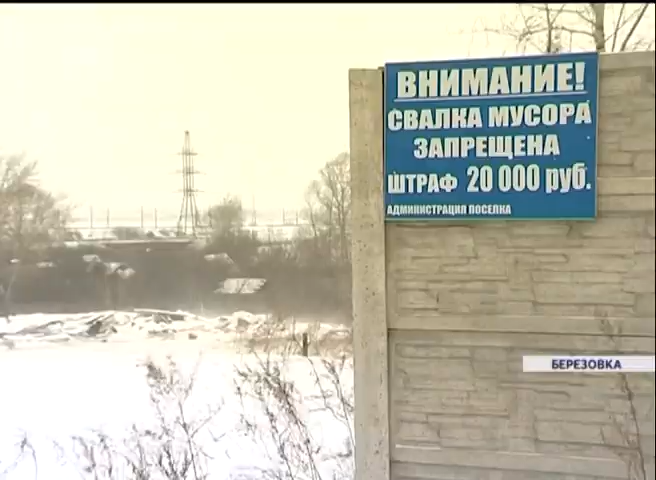 ВНИМАНИЕ!
СВАЛКА МУСОРА
ЗАПРЕЩЕНА
ШТРАФ 20 000 руб.
АДМИНИСТРАЦИЯ ПОСЕЛКА
БЕРЕЗОВКА